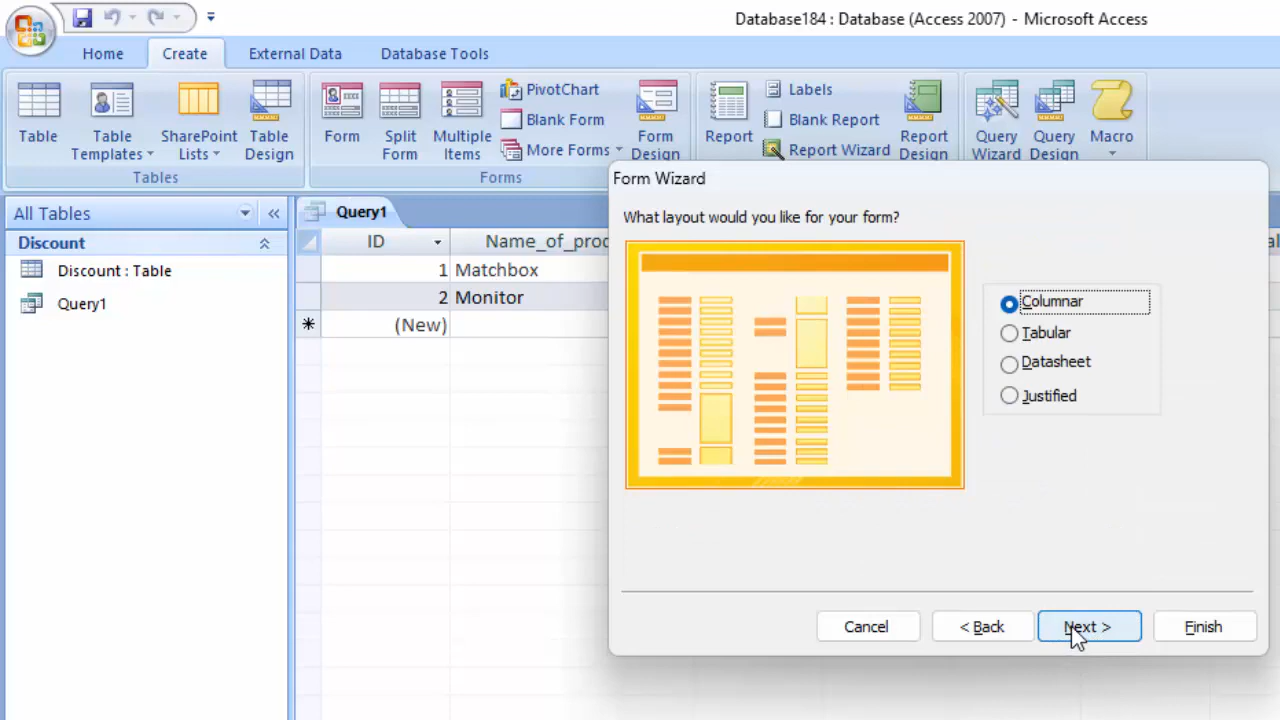 Database184 : Database (Access 2007) - Microsoft Access
Home Create External Data Database Tools
Table
Table Templates
SharePoint Lists
Table Design
Tables
Form
Split Form
Multiple Items
PivotChart
Blank Form
More Forms
Form Design
Forms
Report
Labels
Blank Report
Report Wizard
Report Design
Query Wizard
Query Design
Macro
All Tables
Discount
Discount : Table
Query1
Query1
ID Name_of_pro
1 Matchbox
2 Monitor
(New)
Form Wizard
What layout would you like for your form?
Columnar
Tabular
Datasheet
Justified
Cancel < Back Next > Finish